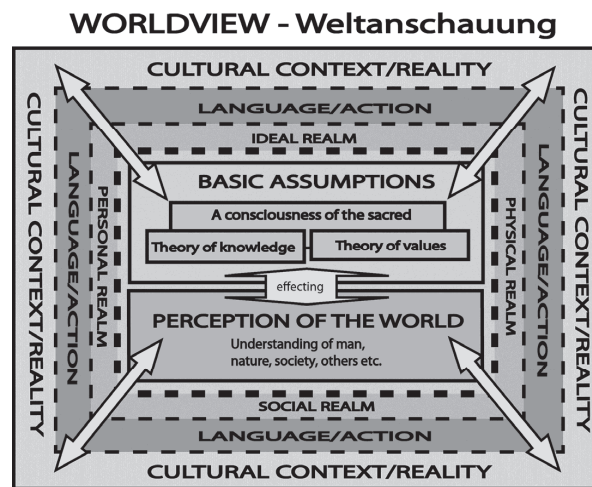 WORLDVIEW - Weltanschauung
CULTURAL CONTEXT/REALITY
LANGUAGE/ACTION
IDEAL REALM
CULTURAL CONTEXT/REALITY
LANGUAGE/ACTION
PERSONAL REALM
BASIC ASSUMPTIONS
A consciousness of the sacred
Theory of knowledge
Theory of values
effecting
PERCEPTION OF THE WORLD
Understanding of man,
nature, society, others etc.
PHYSICAL REALM
LANGUAGE/ACTION
CULTURAL CONTEXT/REALITY
SOCIAL REALM
LANGUAGE/ACTION
CULTURAL CONTEXT/REALITY